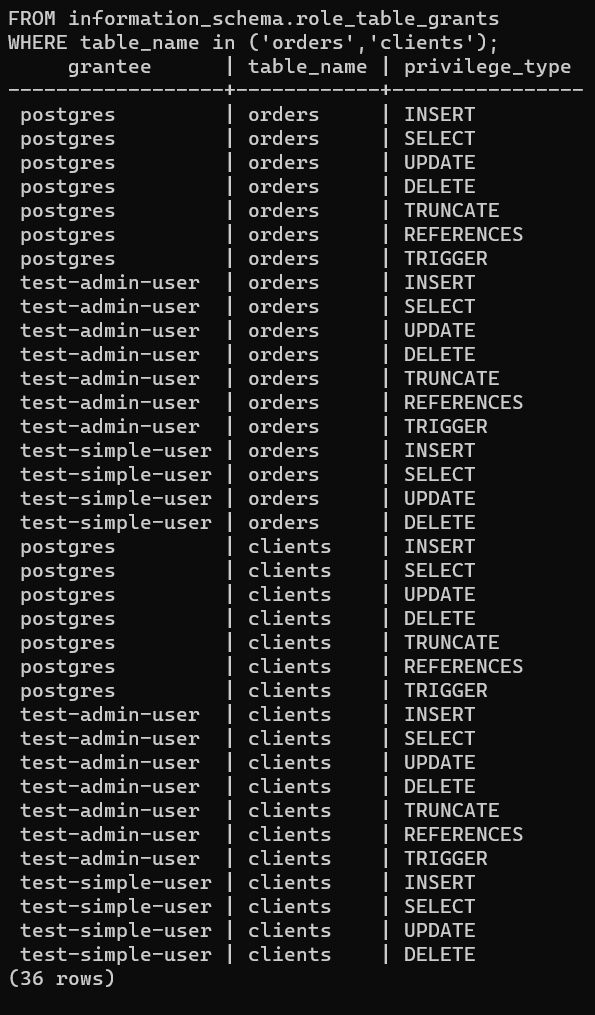 FROM information_schema.role_table_grants
WHERE table_name in ('orders','clients');
     grantee      | table_name | privilege_type
------------------+------------+----------------
 postgres         | orders     | INSERT
 postgres         | orders     | SELECT
 postgres         | orders     | UPDATE
 postgres         | orders     | DELETE
 postgres         | orders     | TRUNCATE
 postgres         | orders     | REFERENCES
 postgres         | orders     | TRIGGER
 test-admin-user  | orders     | INSERT
 test-admin-user  | orders     | SELECT
 test-admin-user  | orders     | UPDATE
 test-admin-user  | orders     | DELETE
 test-admin-user  | orders     | TRUNCATE
 test-admin-user  | orders     | REFERENCES
 test-admin-user  | orders     | TRIGGER
 test-simple-user | orders     | INSERT
 test-simple-user | orders     | SELECT
 test-simple-user | orders     | UPDATE
 test-simple-user | orders     | DELETE
 postgres         | clients    | INSERT
 postgres         | clients    | SELECT
 postgres         | clients    | UPDATE
 postgres         | clients    | DELETE
 postgres         | clients    | TRUNCATE
 postgres         | clients    | REFERENCES
 postgres         | clients    | TRIGGER
 test-admin-user  | clients    | INSERT
 test-admin-user  | clients    | SELECT
 test-admin-user  | clients    | UPDATE
 test-admin-user  | clients    | DELETE
 test-admin-user  | clients    | TRUNCATE
 test-admin-user  | clients    | REFERENCES
 test-admin-user  | clients    | TRIGGER
 test-simple-user | clients    | INSERT
 test-simple-user | clients    | SELECT
 test-simple-user | clients    | UPDATE
 test-simple-user | clients    | DELETE
(36 rows)